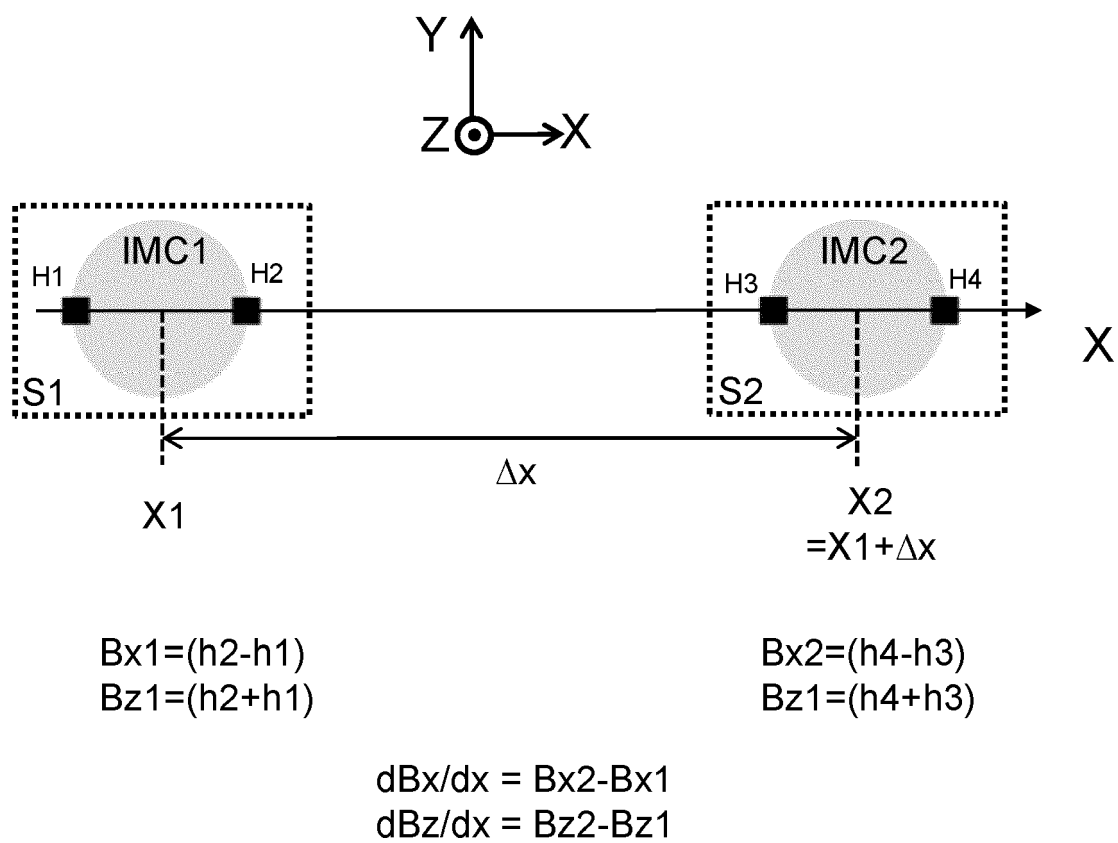 Y
Z X
IMC1 IMC2
H1 H2 H3 H4
X
S1 S2
Δx
X1 X2
=X1+Δx
Bx1=(h2-h1) Bx2=(h4-h3)
Bz1=(h2+h1) Bz1=(h4+h3)
dBx/dx = Bx2-Bx1
dBz/dx = Bz2-Bz1